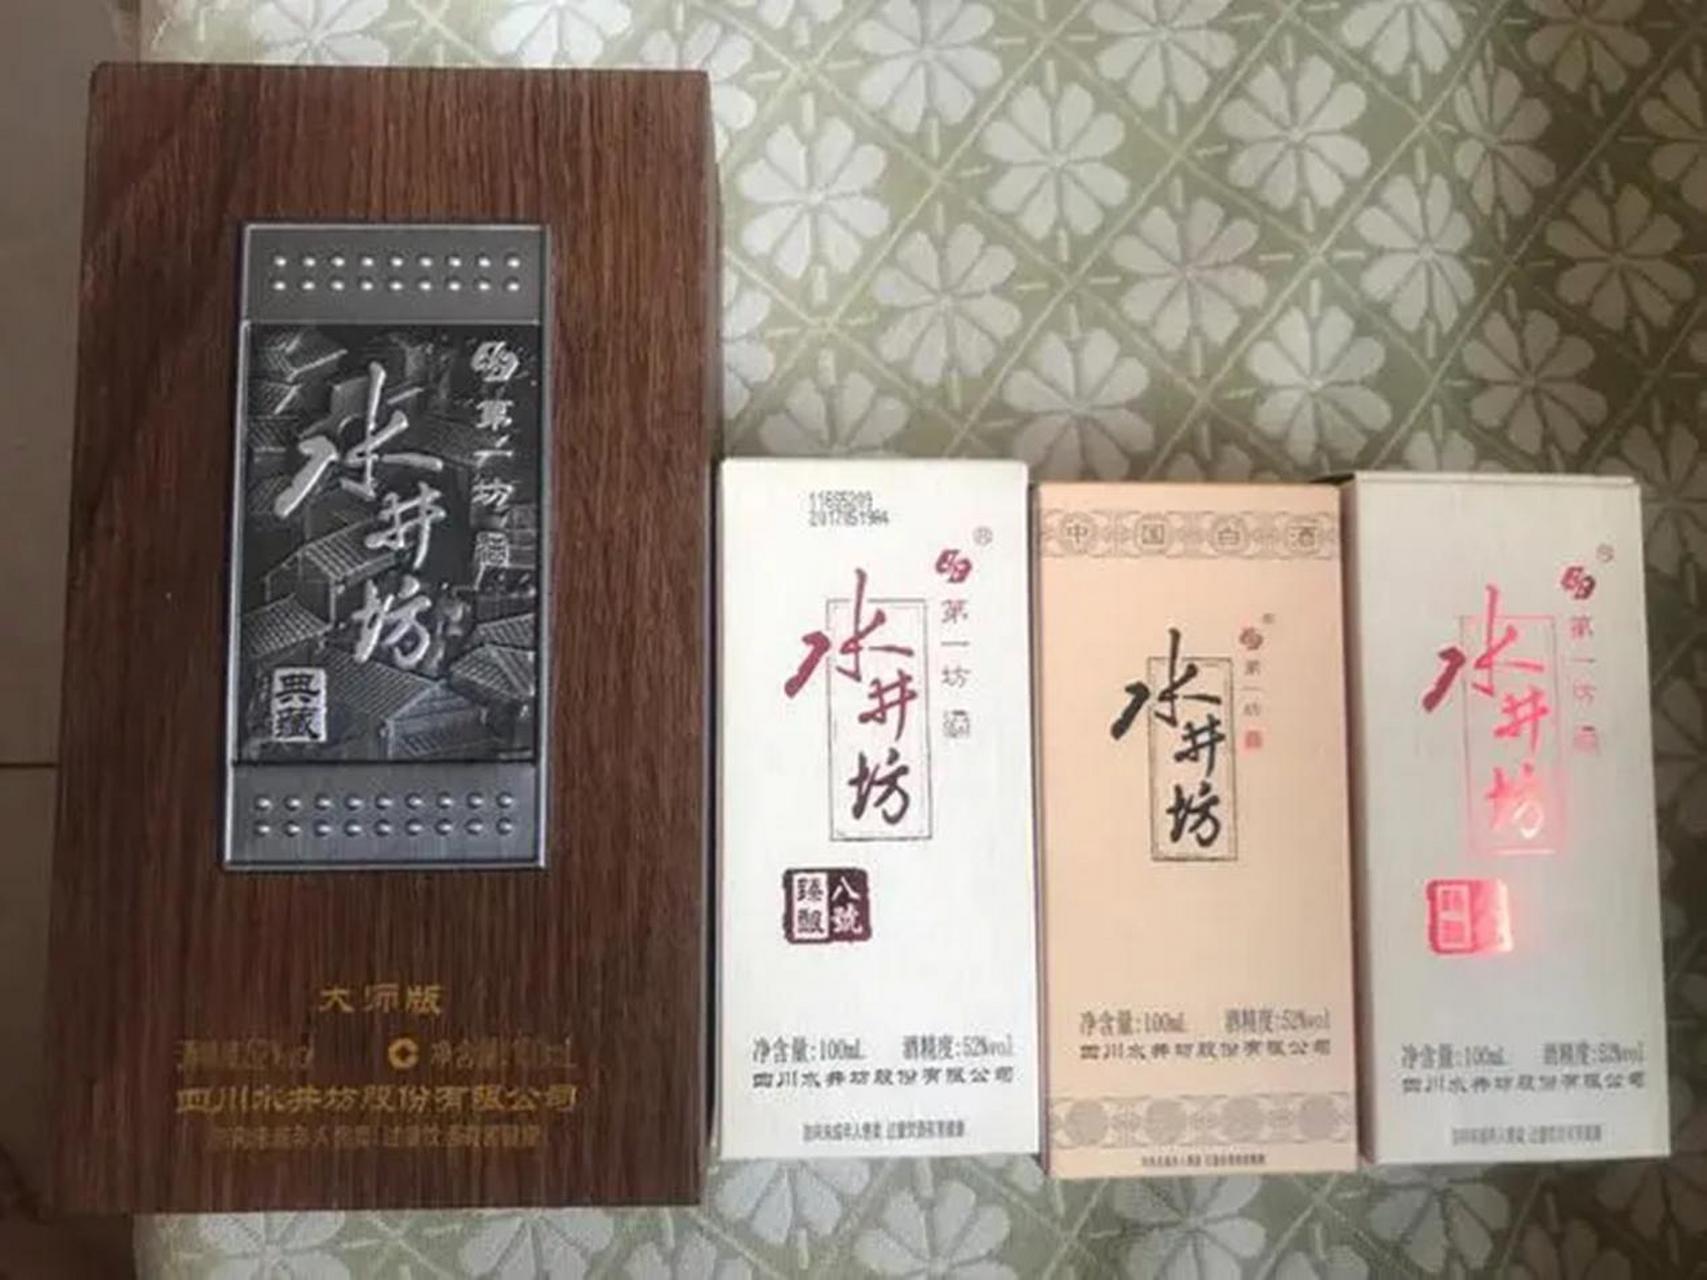 水井坊
第一坊
典藏
大师版
四川水井坊股份有限公司
水井坊
第一坊
®
八號
臻釀
净含量:100mL 酒精度:52%vol
四川水井坊股份有限公司
中国白酒
水井坊
第一坊
净含量:100mL 酒精度:52%vol
四川水井坊股份有限公司
水井坊
第一坊
®
净含量:100mL 酒精度:52%vol
四川水井坊股份有限公司